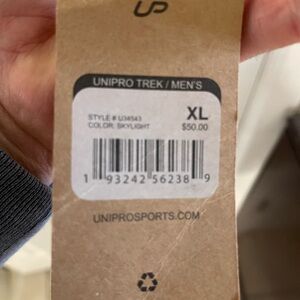 UP
UNIPRO TREK / MEN'S
STYLE # U34543 XL
COLOR: SKYLIGHT $50.00
1 93242 56238 9
UNIPROSPORTS.COM